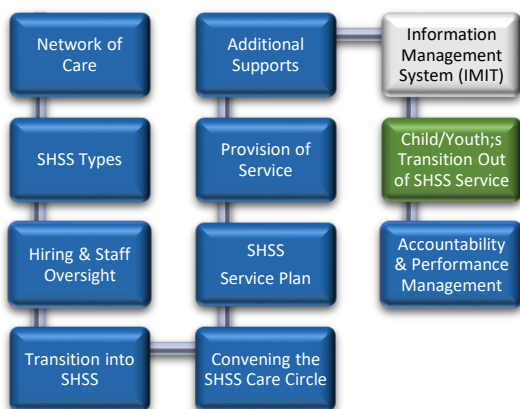 Network of
Care
SHSS Types
Hiring & Staff
Oversight
Transition into
SHSS
Convening the
SHSS Care Circle
SHSS
Service Plan
Provision of
Service
Additional
Supports
Information
Management
System (IMIT)
Child/Youth;s
Transition Out
of SHSS Service
Accountability
& Performance
Management